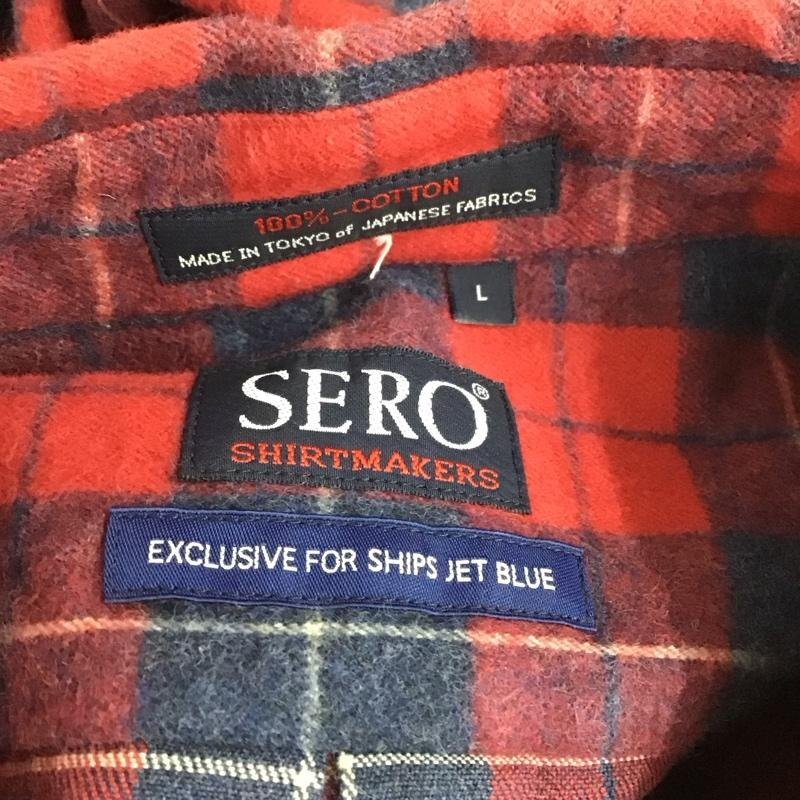 100%-COTTON
MADE IN TOKYO of JAPANESE FABRICS
L
SERO®
SHIRTMAKERS
EXCLUSIVE FOR SHIPS JET BLUE